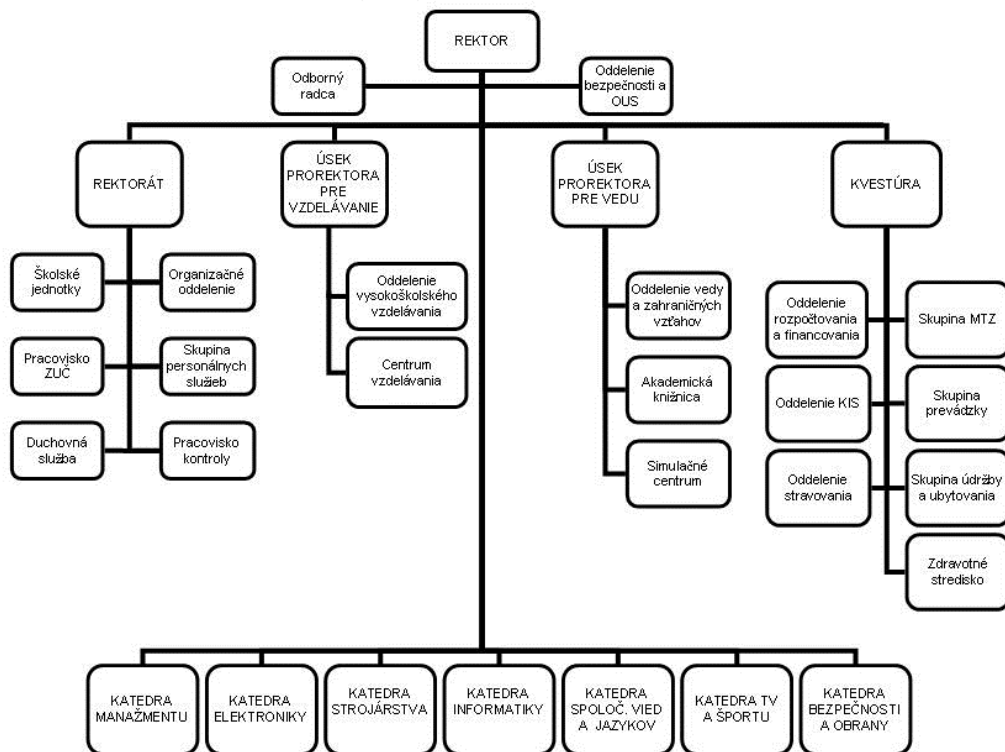 REKTOR
Odborný
radca
Oddelenie
bezpečnosti a
OUS
REKTORÁT
ÚSEK
PROREKTORA
PRE
VZDELÁVANIE
ÚSEK
PROREKTORA
PRE VEDU
KVESTÚRA
Školské
jednotky
Organizačné
oddelenie
Pracovisko
ZUČ
Skupina
personálnych
služieb
Duchovná
služba
Pracovisko
kontroly
Oddelenie
vysokoškolského
vzdelávania
Centrum
vzdelávania
Oddelenie vedy
a zahraničných
vzťahov
Akademická
knižnica
Simulačné
centrum
Oddelenie
rozpočtovania
a financovania
Skupina MTZ
Oddelenie KIS
Skupina
prevádzky
Oddelenie
stravovania
Skupina údržby
a ubytovania
Zdravotné
stredisko
KATEDRA
MANAŽMENTU
KATEDRA
ELEKTRONIKY
KATEDRA
STROJÁRSTVA
KATEDRA
INFORMATIKY
KATEDRA
SPOLOČ. VIED
A JAZYKOV
KATEDRA TV
A ŠPORTU
KATEDRA
BEZPEČNOSTI
A OBRANY